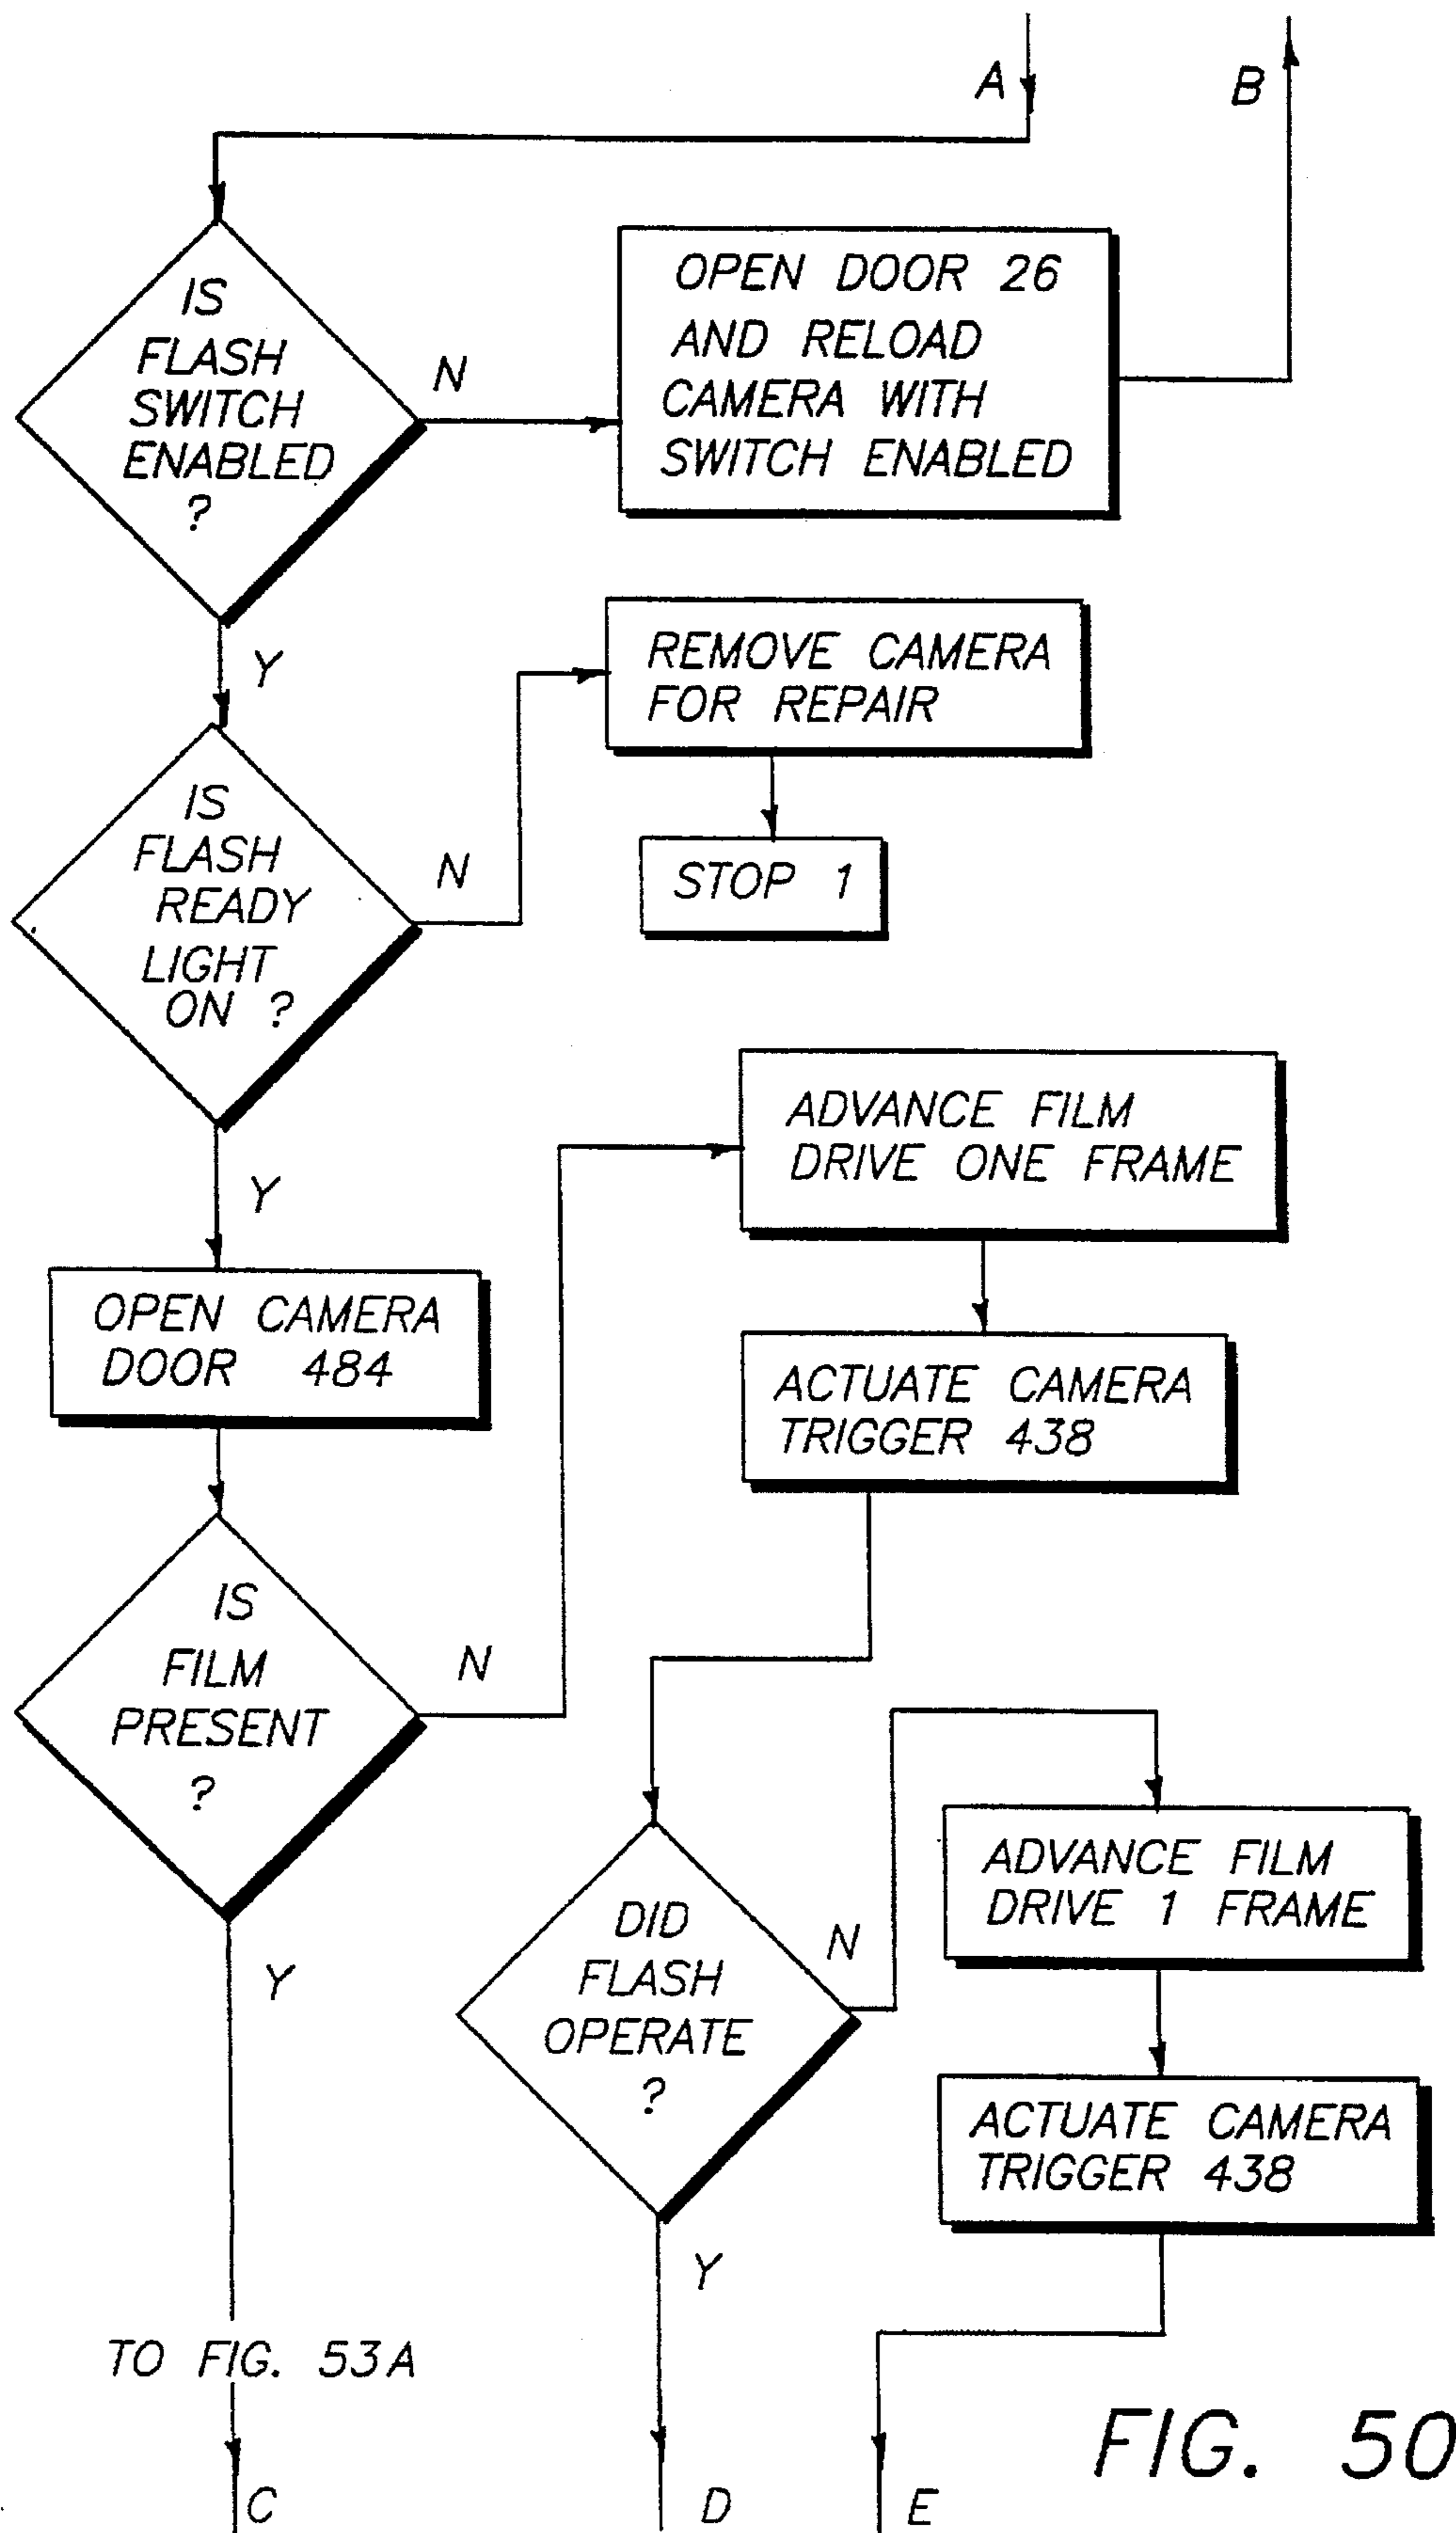 A
B
IS
FLASH
SWITCH
ENABLED
?
N
OPEN DOOR 26
AND RELOAD
CAMERA WITH
SWITCH ENABLED
Y
REMOVE CAMERA
FOR REPAIR
IS
FLASH
READY
LIGHT
ON ?
N
STOP 1
Y
ADVANCE FILM
DRIVE ONE FRAME
OPEN CAMERA
DOOR 484
ACTUATE CAMERA
TRIGGER 438
IS
FILM
PRESENT
?
N
Y
DID
FLASH
OPERATE
?
N
ADVANCE FILM
DRIVE 1 FRAME
ACTUATE CAMERA
TRIGGER 438
Y
TO FIG. 53A
C
D
E
FIG. 50